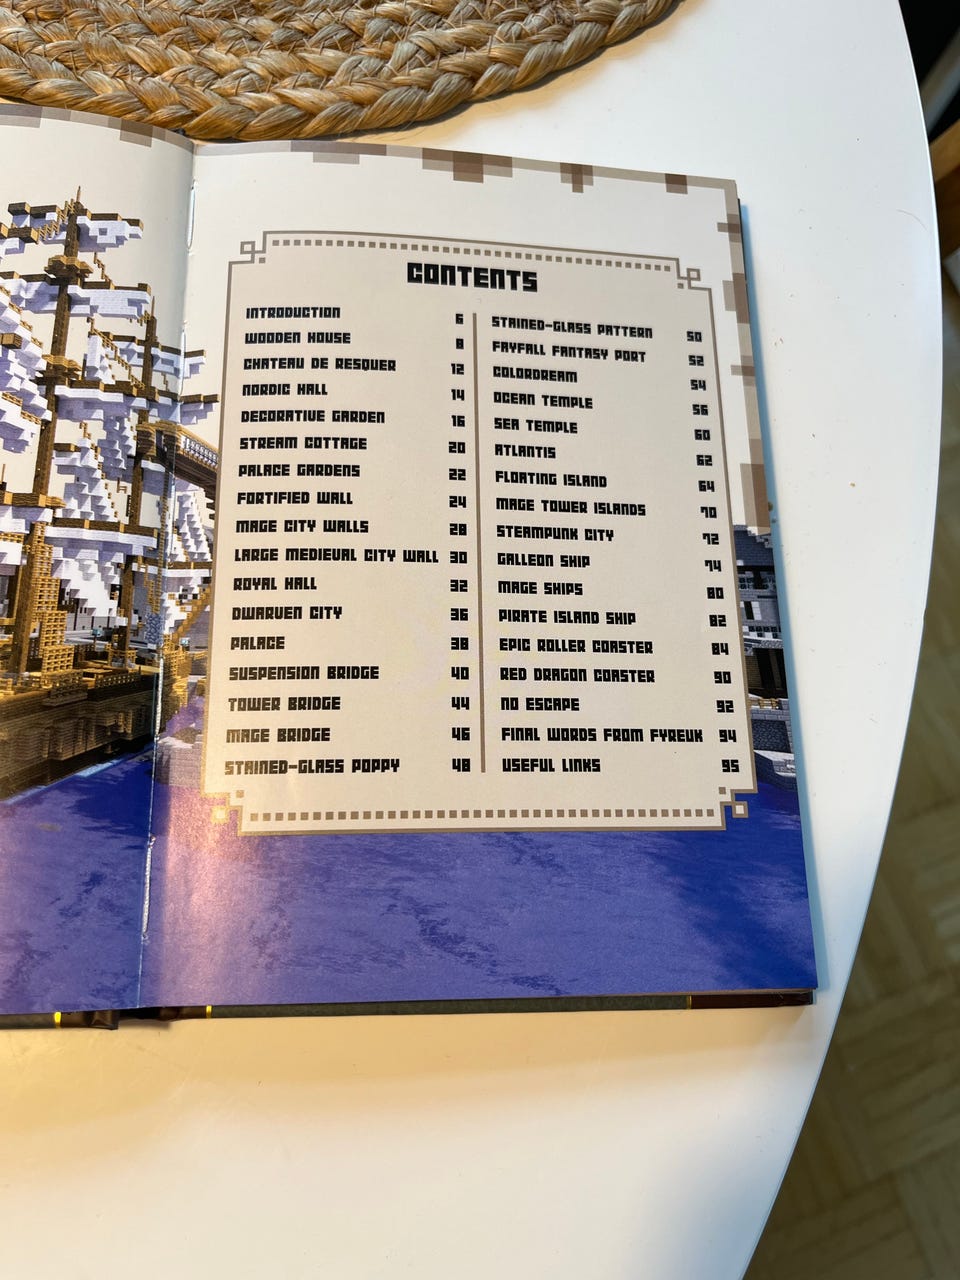 CONTENTS
INTRODUCTION 6
WOODEN HOUSE 8
CHATEAU DE RESQUER 12
NORDIC HALL 14
DECORATIVE GARDEN 16
STREAM COTTAGE 20
PALACE GARDENS 22
FORTIFIED WALL 24
MAGE CITY WALLS 28
LARGE MEDIEVAL CITY WALL 30
ROYAL HALL 32
DWARVEN CITY 36
PALACE 38
SUSPENSION BRIDGE 40
TOWER BRIDGE 44
MAGE BRIDGE 46
STAINED-GLASS POPPY 48
STAINED-GLASS PATTERN 50
FAYFALL FANTASY PORT 52
COLORDREAM 54
OCEAN TEMPLE 56
SEA TEMPLE 60
ATLANTIS 62
FLOATING ISLAND 64
MAGE TOWER ISLANDS 70
STEAMPUNK CITY 72
GALLEON SHIP 74
MAGE SHIPS 80
PIRATE ISLAND SHIP 82
EPIC ROLLER COASTER 84
RED DRAGON COASTER 90
NO ESCAPE 92
FINAL WORDS FROM FYREUK 94
USEFUL LINKS 95